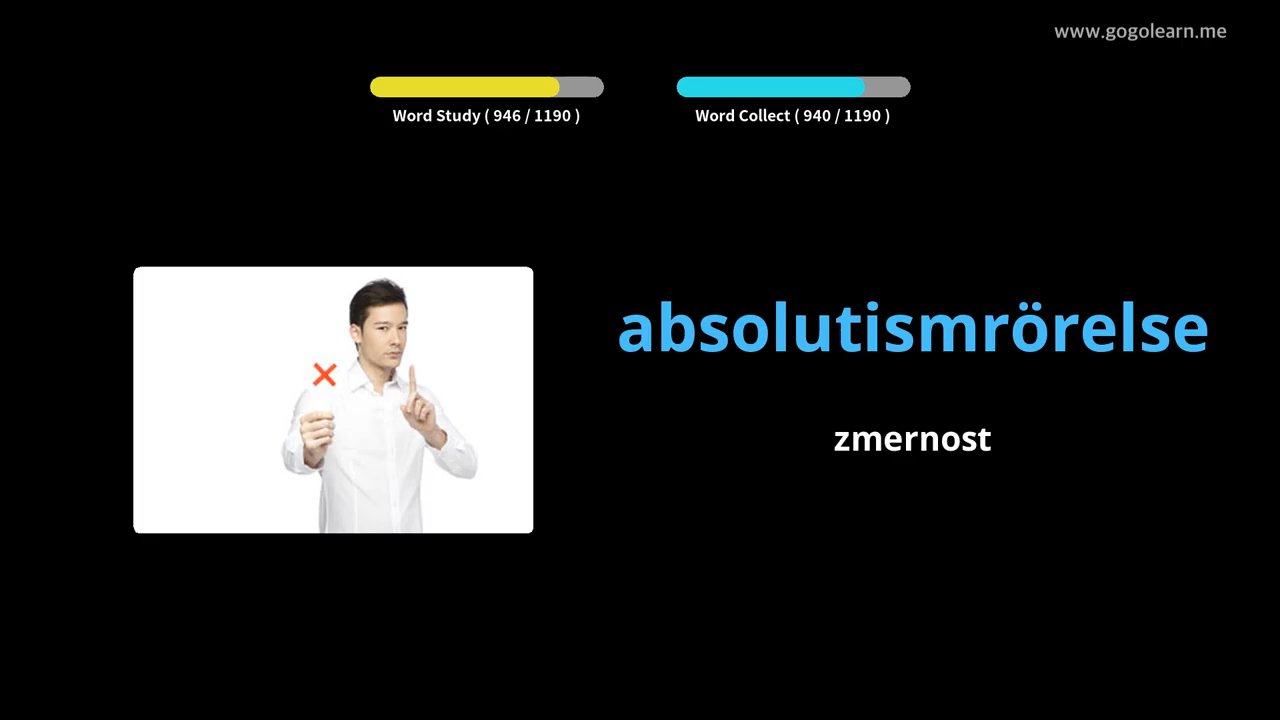 www.gogolearn.me
Word Study ( 946 / 1190 )
Word Collect ( 940 / 1190 )
absolutismrörelse
zmernost